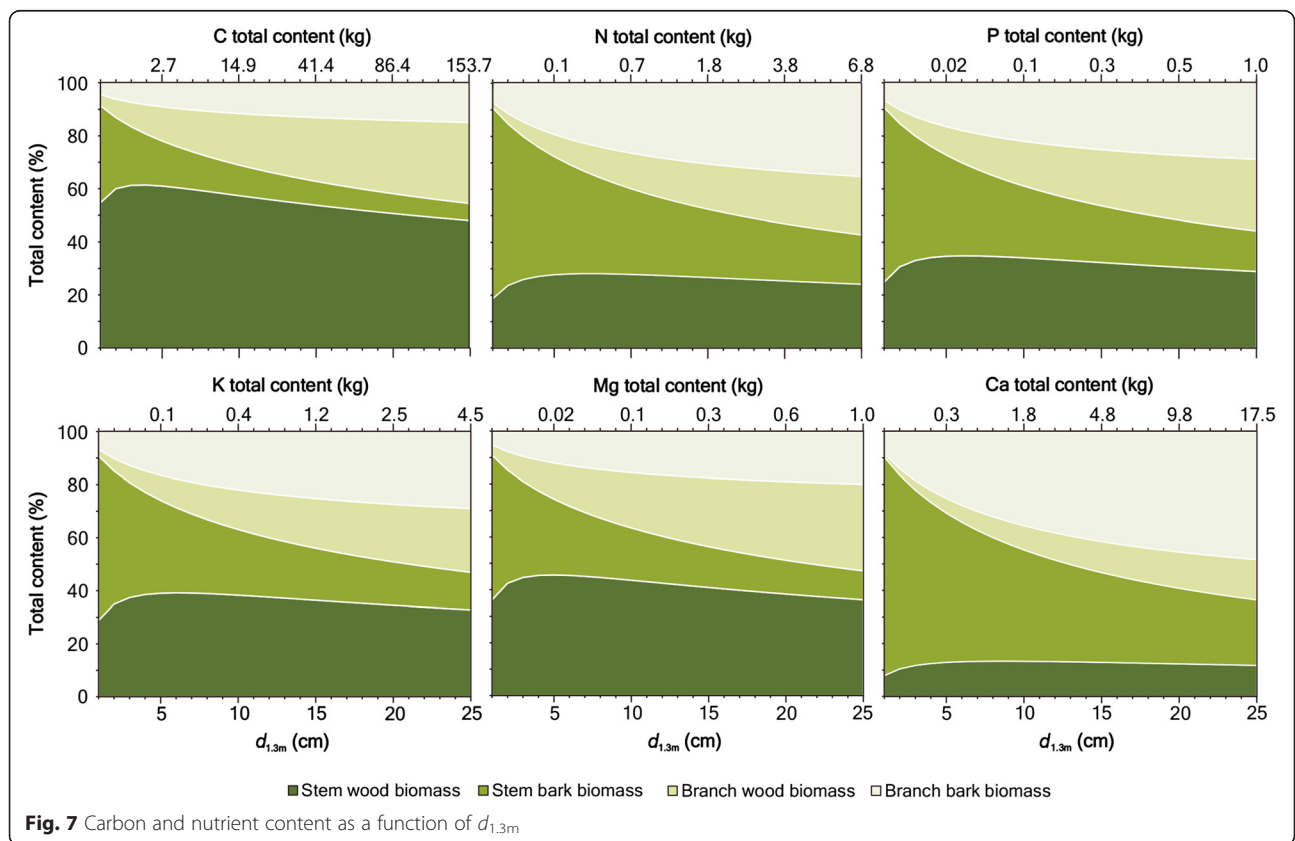 C total content (kg) N total content (kg) P total content (kg)
2.7 14.9 41.4 86.4 153.7 0.1 0.7 1.8 3.8 6.8 0.02 0.1 0.3 0.5 1.0
Total content (%)
100
80
60
40
20
0
K total content (kg) Mg total content (kg) Ca total content (kg)
0.1 0.4 1.2 2.5 4.5 0.02 0.1 0.3 0.6 1.0 0.3 1.8 4.8 9.8 17.5
Total content (%)
100
80
60
40
20
0
5 10 15 20 25 5 10 15 20 25 5 10 15 20 25
d1.3m (cm) d1.3m (cm) d1.3m (cm)
Stem wood biomass Stem bark biomass Branch wood biomass Branch bark biomass
Fig. 7 Carbon and nutrient content as a function of d1.3m